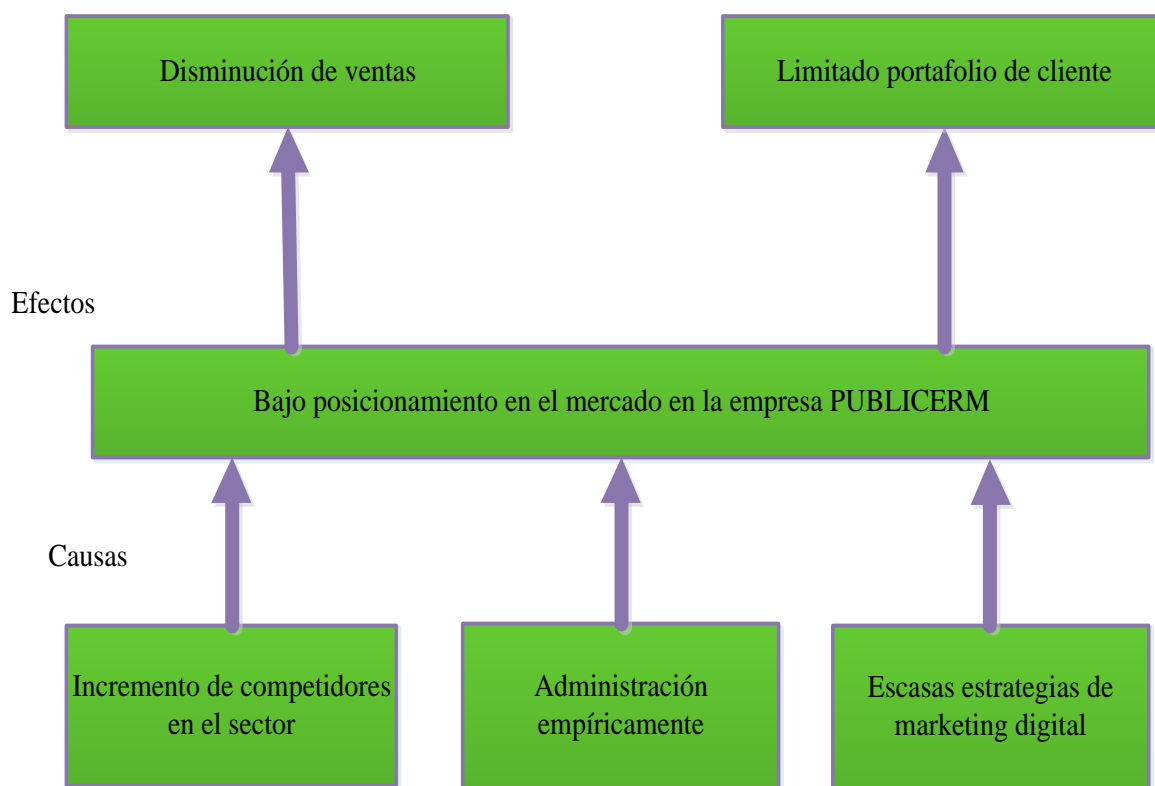 Disminución de ventas
Limitado portafolio de cliente
Efectos
Bajo posicionamiento en el mercado en la empresa PUBLICERM
Causas
Incremento de competidores
en el sector
Administración
empíricamente
Escasas estrategias de
marketing digital